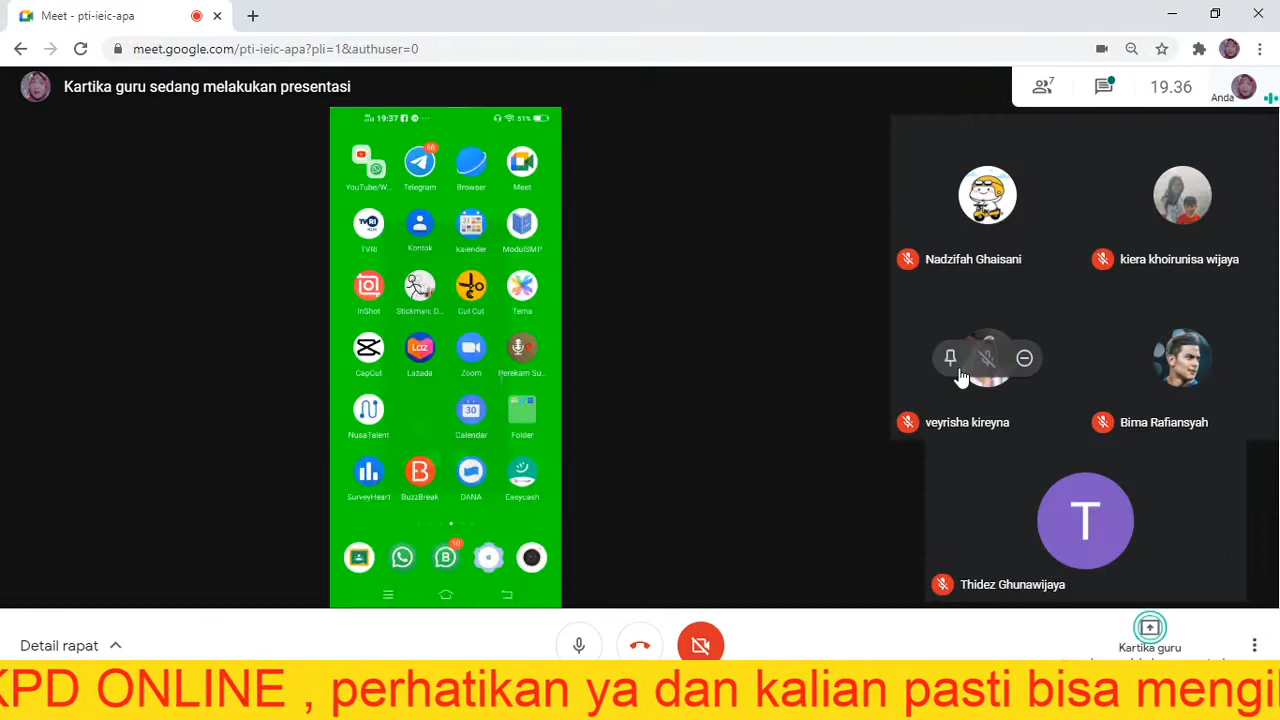 Meet - pti-ieic-apa
meet.google.com/pti-ieic-apa?pli=1&authuser=0
Kartika guru sedang melakukan presentasi
7
19.36
Anda
19:37
51%
66
YouTube/W...
Telegram
Browser
Meet
TVRI
Kontak
kalender
ModulSMP
InShot
Stickman: D...
Cut Cut
Tema
CapCut
Lazada
Zoom
Perekam Su...
NusaTalent
Calendar
Folder
SurveyHeart
BuzzBreak
DANA
Easycash
10
Nadzifah Ghaisani
kiera khoirunisa wijaya
veyrisha kireyna
Bima Rafiansyah
T
Thidez Ghunawijaya
Detail rapat
Kartika guru
KPD ONLINE , perhatikan ya dan kalian pasti bisa mengi